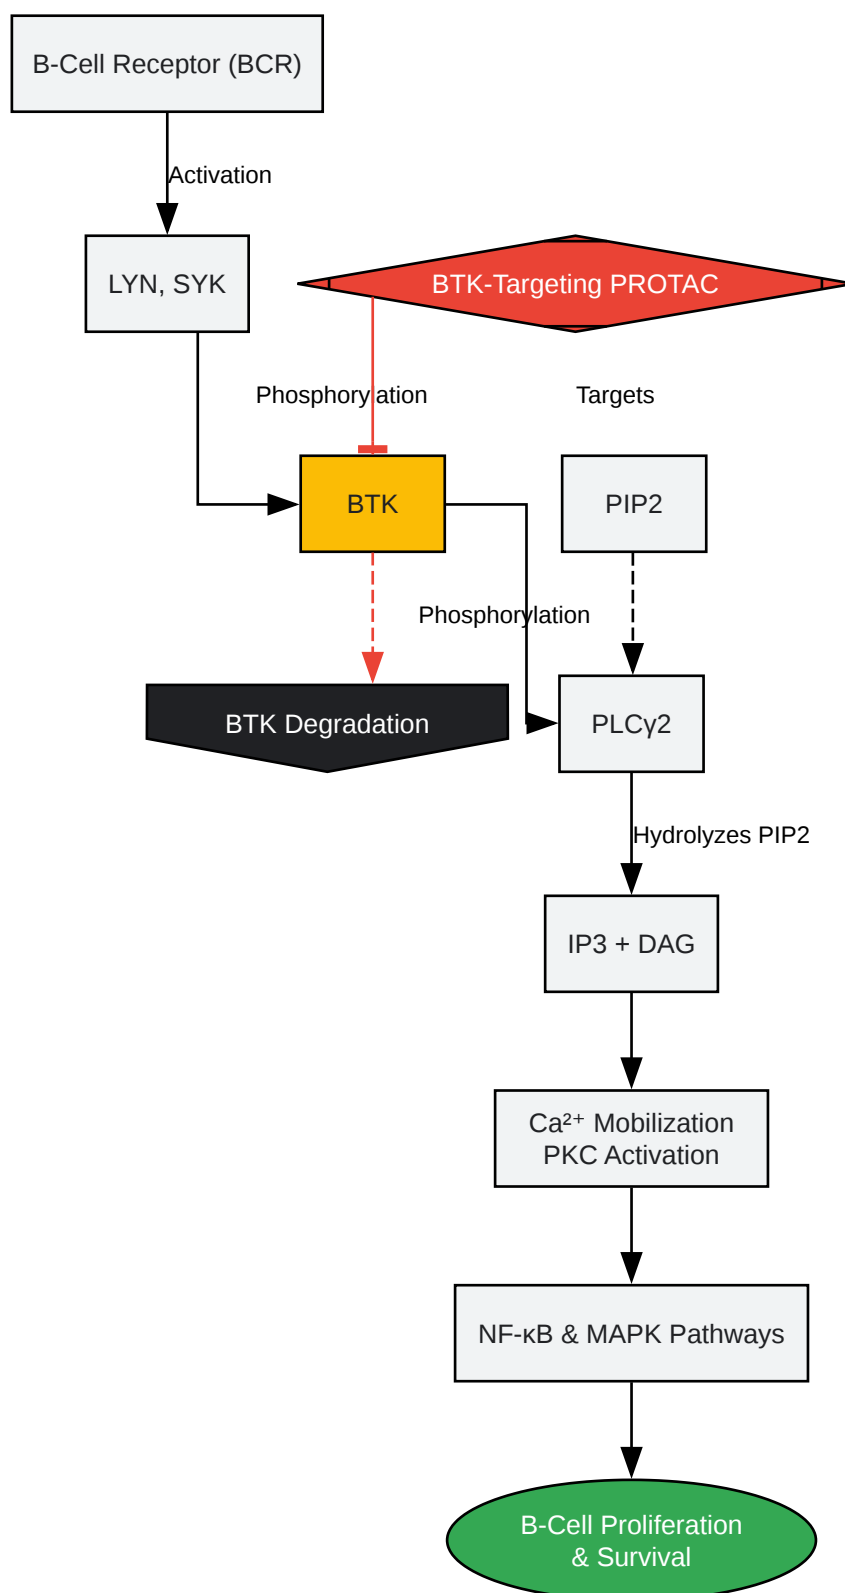 B-Cell Receptor (BCR)
Activation
LYN, SYK
BTK-Targeting PROTAC
Phosphorylation
Targets
BTK
PIP2
Phosphorylation
BTK Degradation
PLCγ2
Hydrolyzes PIP2
IP3 + DAG
Ca²⁺ Mobilization
PKC Activation
NF-κB & MAPK Pathways
B-Cell Proliferation
& Survival